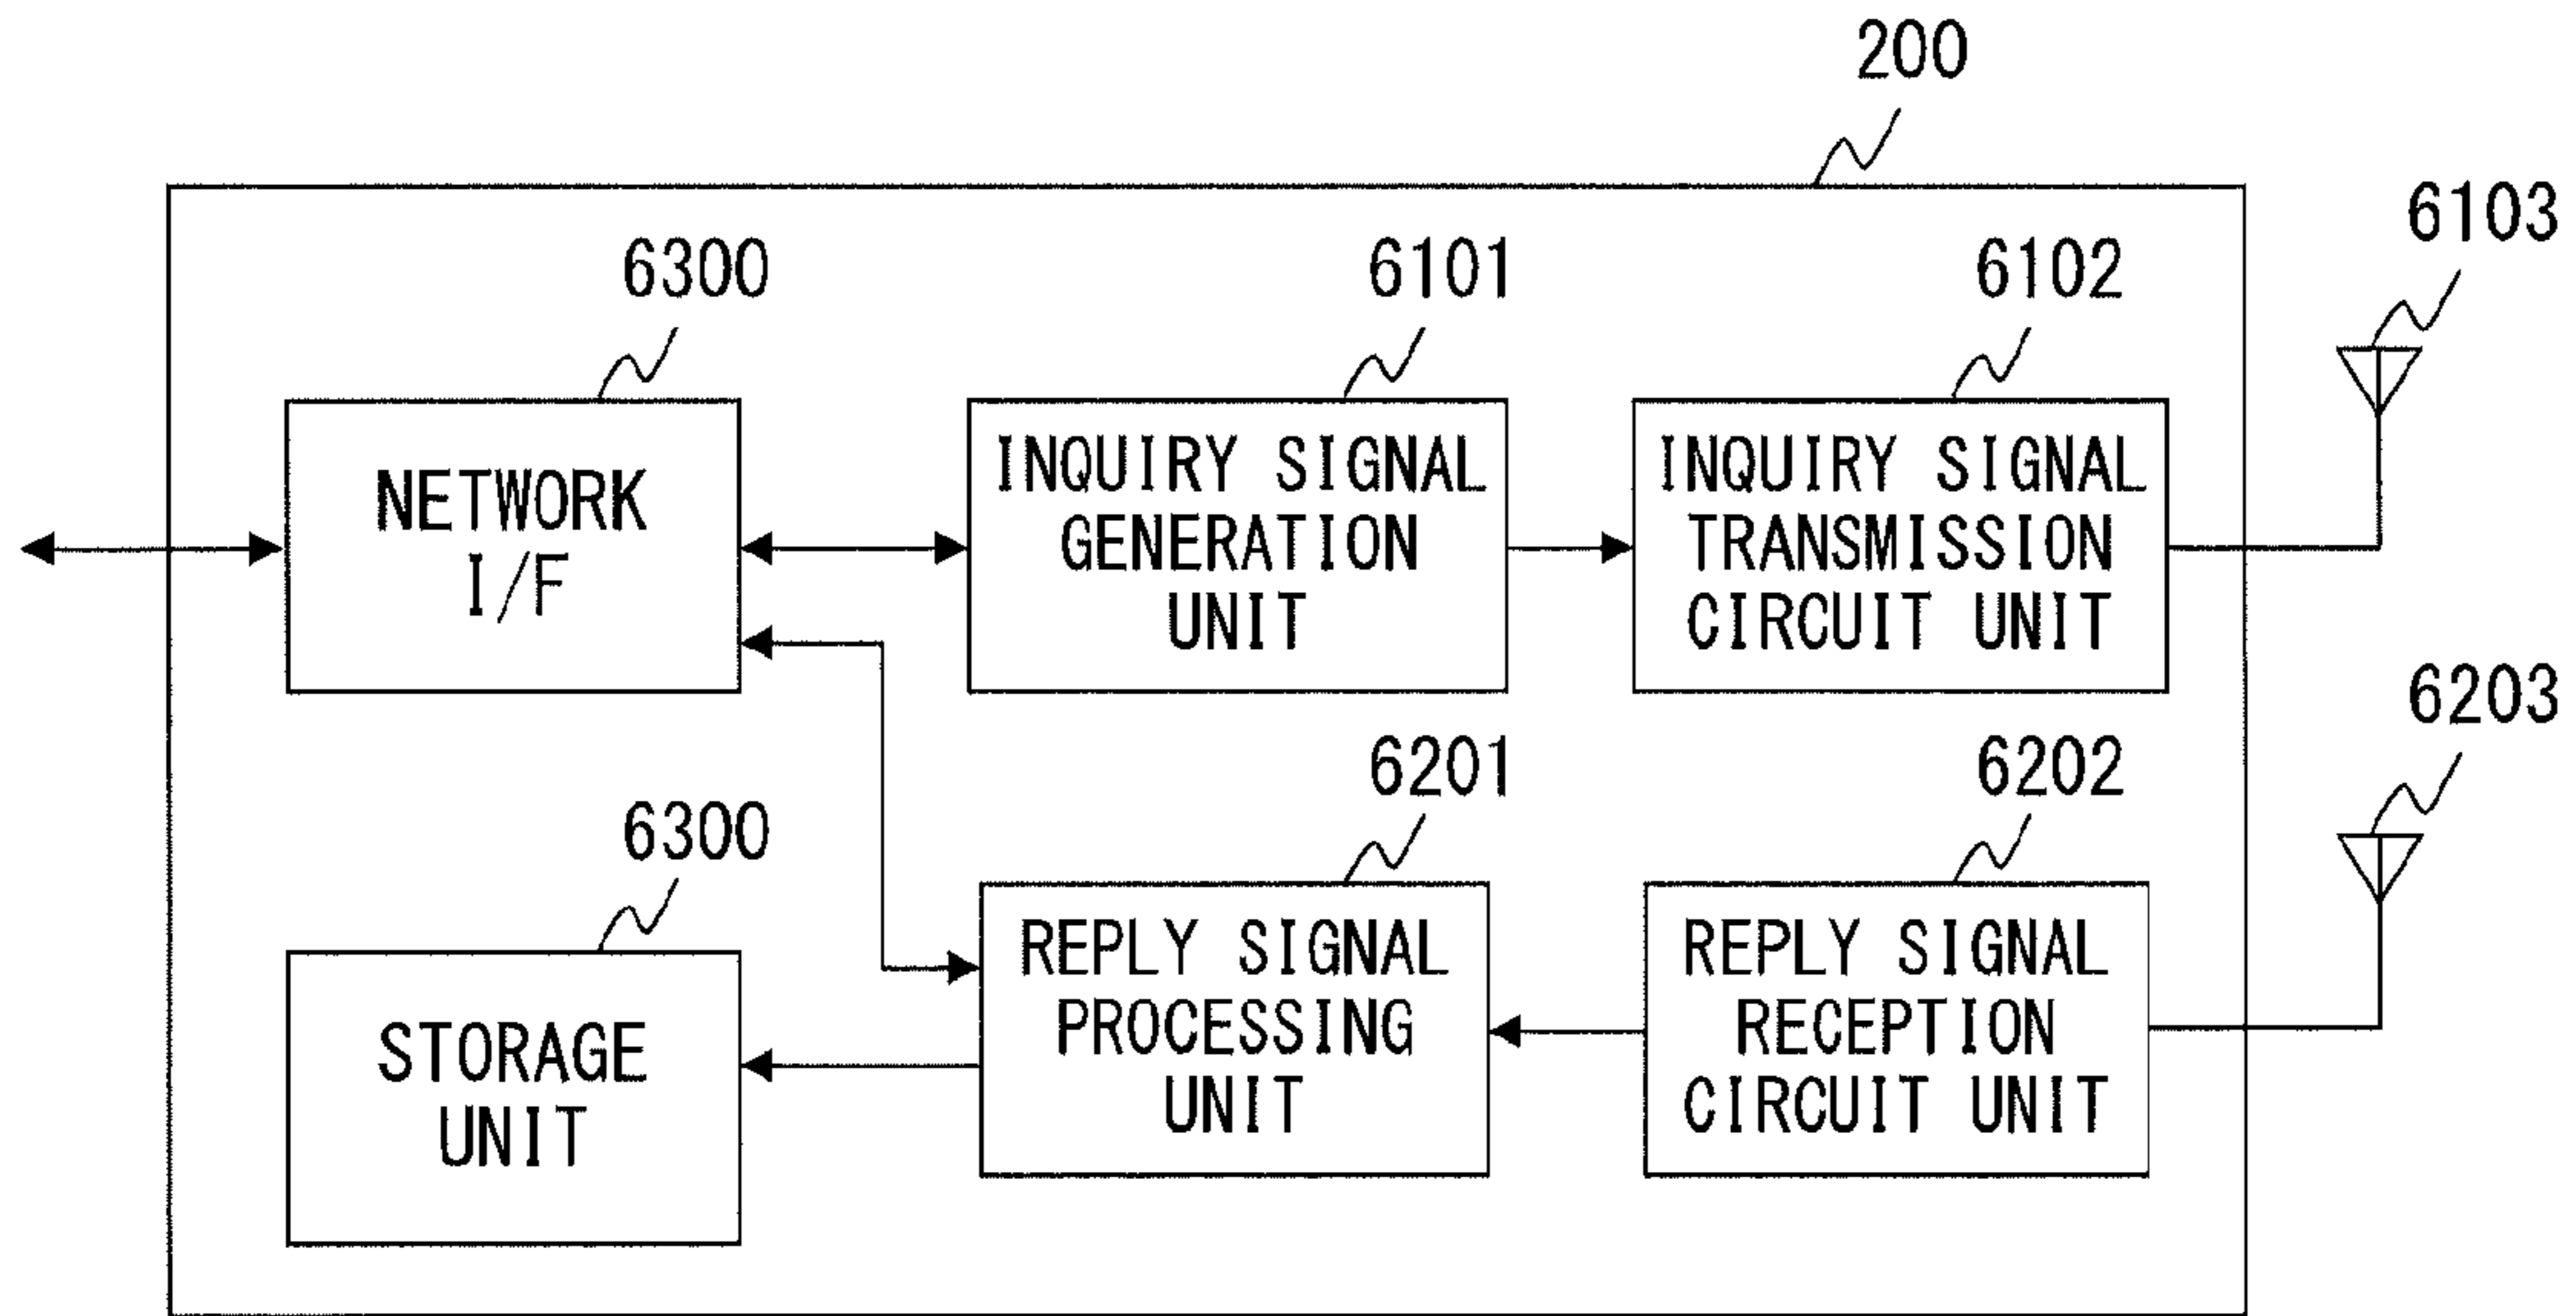 200
6103
6300
6101
6102
NETWORK
I/F
INQUIRY SIGNAL
GENERATION
UNIT
INQUIRY SIGNAL
TRANSMISSION
CIRCUIT UNIT
6203
6300
6201
6202
STORAGE
UNIT
REPLY SIGNAL
PROCESSING
UNIT
REPLY SIGNAL
RECEPTION
CIRCUIT UNIT